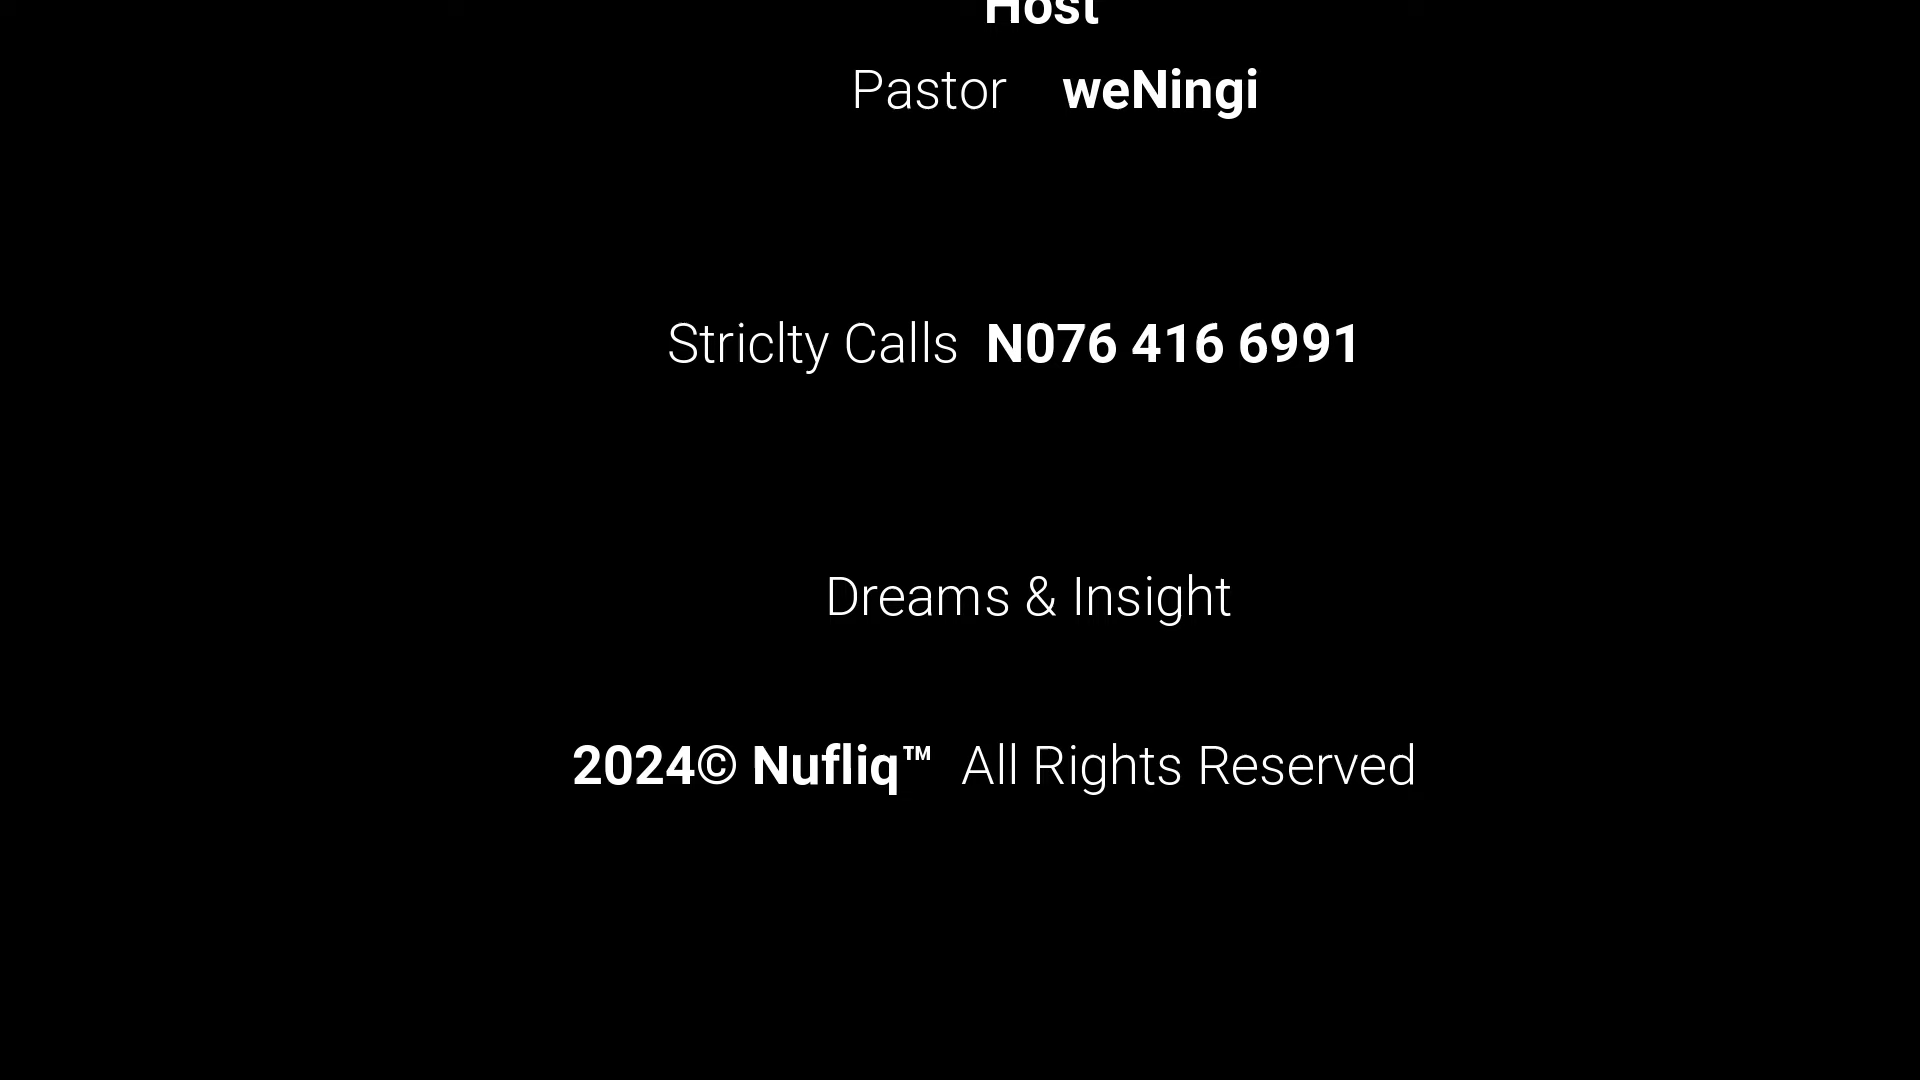 Host
Pastor weNingi
Striclty Calls N076 416 6991
Dreams & Insight
2024© Nufliq™ All Rights Reserved